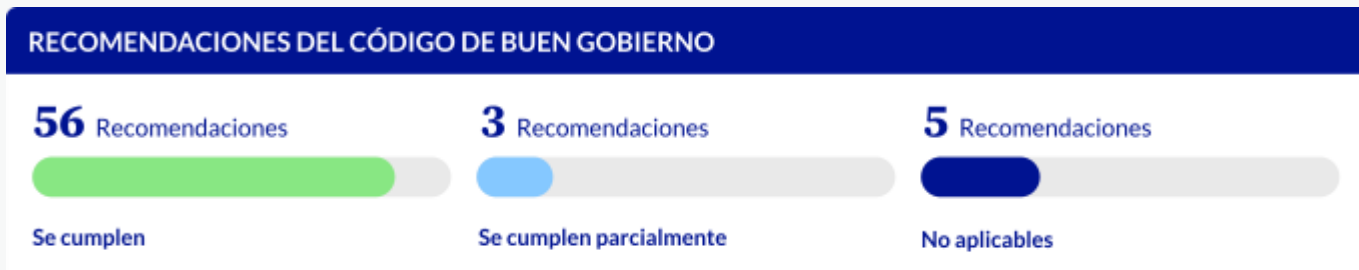 RECOMENDACIONES DEL CÓDIGO DE BUEN GOBIERNO
56 Recomendaciones
3 Recomendaciones
5 Recomendaciones
Se cumplen
Se cumplen parcialmente
No aplicables